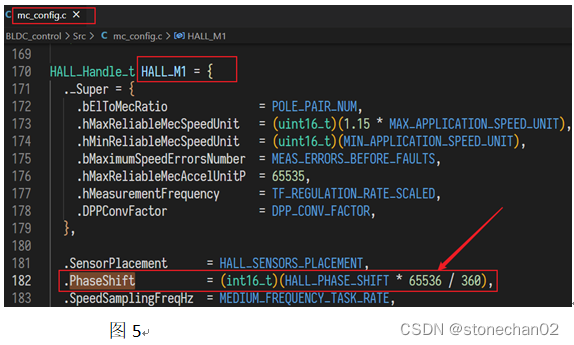 C mc_config.c ×
BLDC_control > Src > C mc_config.c > HALL_M1
169
170 HALL_Handle_t HALL_M1 = {
171 ._Super = {
172 .bElToMecRatio = POLE_PAIR_NUM,
173 .hMaxReliableMecSpeedUnit = (uint16_t)(1.15 * MAX_APPLICATION_SPEED_UNIT),
174 .hMinReliableMecSpeedUnit = (uint16_t)(MIN_APPLICATION_SPEED_UNIT),
175 .bMaximumSpeedErrorsNumber = MEAS_ERRORS_BEFORE_FAULTS,
176 .hMaxReliableMecAccelUnitP = 65535,
177 .hMeasurementFrequency = TF_REGULATION_RATE_SCALED,
178 .DPPConvFactor = DPP_CONV_FACTOR,
179 },
180
181 .SensorPlacement = HALL_SENSORS_PLACEMENT,
182 .PhaseShift = (int16_t)(HALL_PHASE_SHIFT * 65536 / 360),
183 .SpeedSamplingFreqHz = MEDIUM_FREQUENCY_TASK_RATE,
图 5↵
CSDN @stonechan02